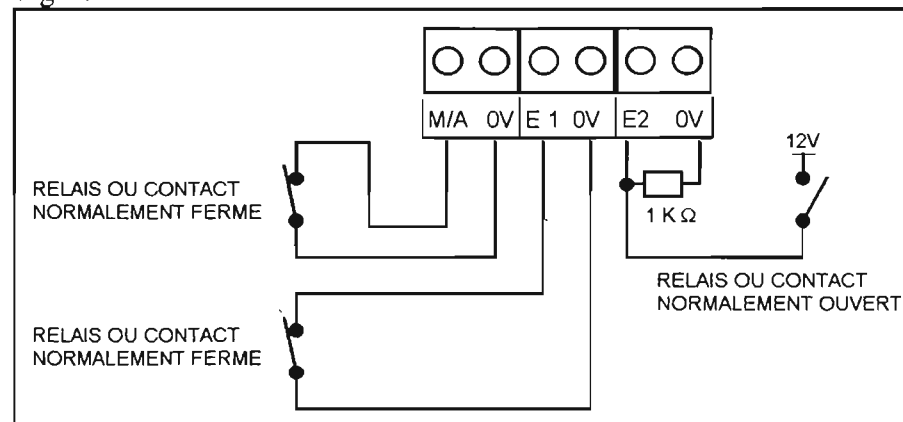 M/A 0V E 1 0V E2 0V
12V
RELAIS OU CONTACT
NORMALEMENT FERME
1 K Ω
RELAIS OU CONTACT
NORMALEMENT OUVERT
RELAIS OU CONTACT
NORMALEMENT FERME